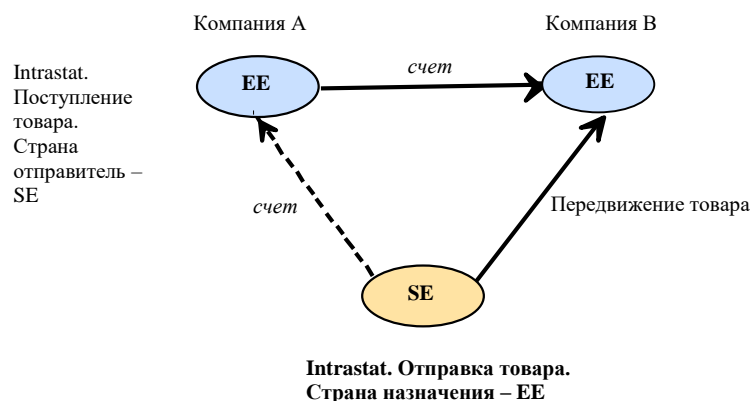 Компания А
Компания В
Intrastat.
Поступление
товара.
Страна
отправитель –
SE
EE
счет
EE
счет
Передвижение товара
SE
Intrastat. Отправка товара.
Страна назначения – EE